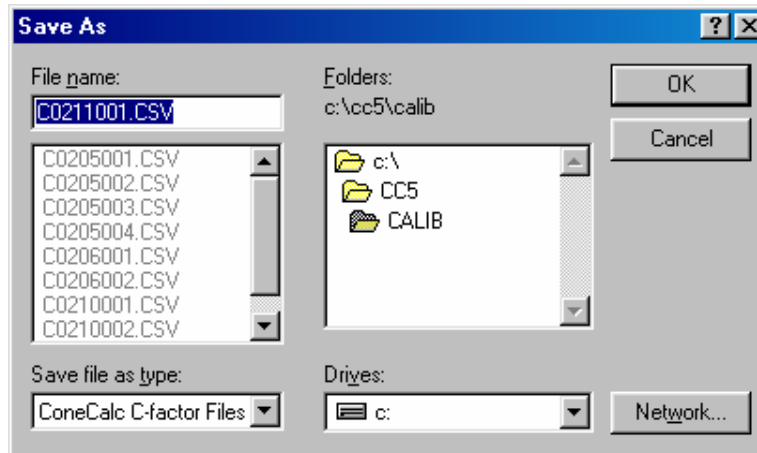 Save As
File name:
C0211001.CSV
C0205001.CSV
C0205002.CSV
C0205003.CSV
C0205004.CSV
C0206001.CSV
C0206002.CSV
C0210001.CSV
C0210002.CSV
Save file as type:
ConeCalc C-factor Files
Folders:
c:\cc5\calib
c:\
CC5
CALIB
Drives:
c:
OK
Cancel
Network...